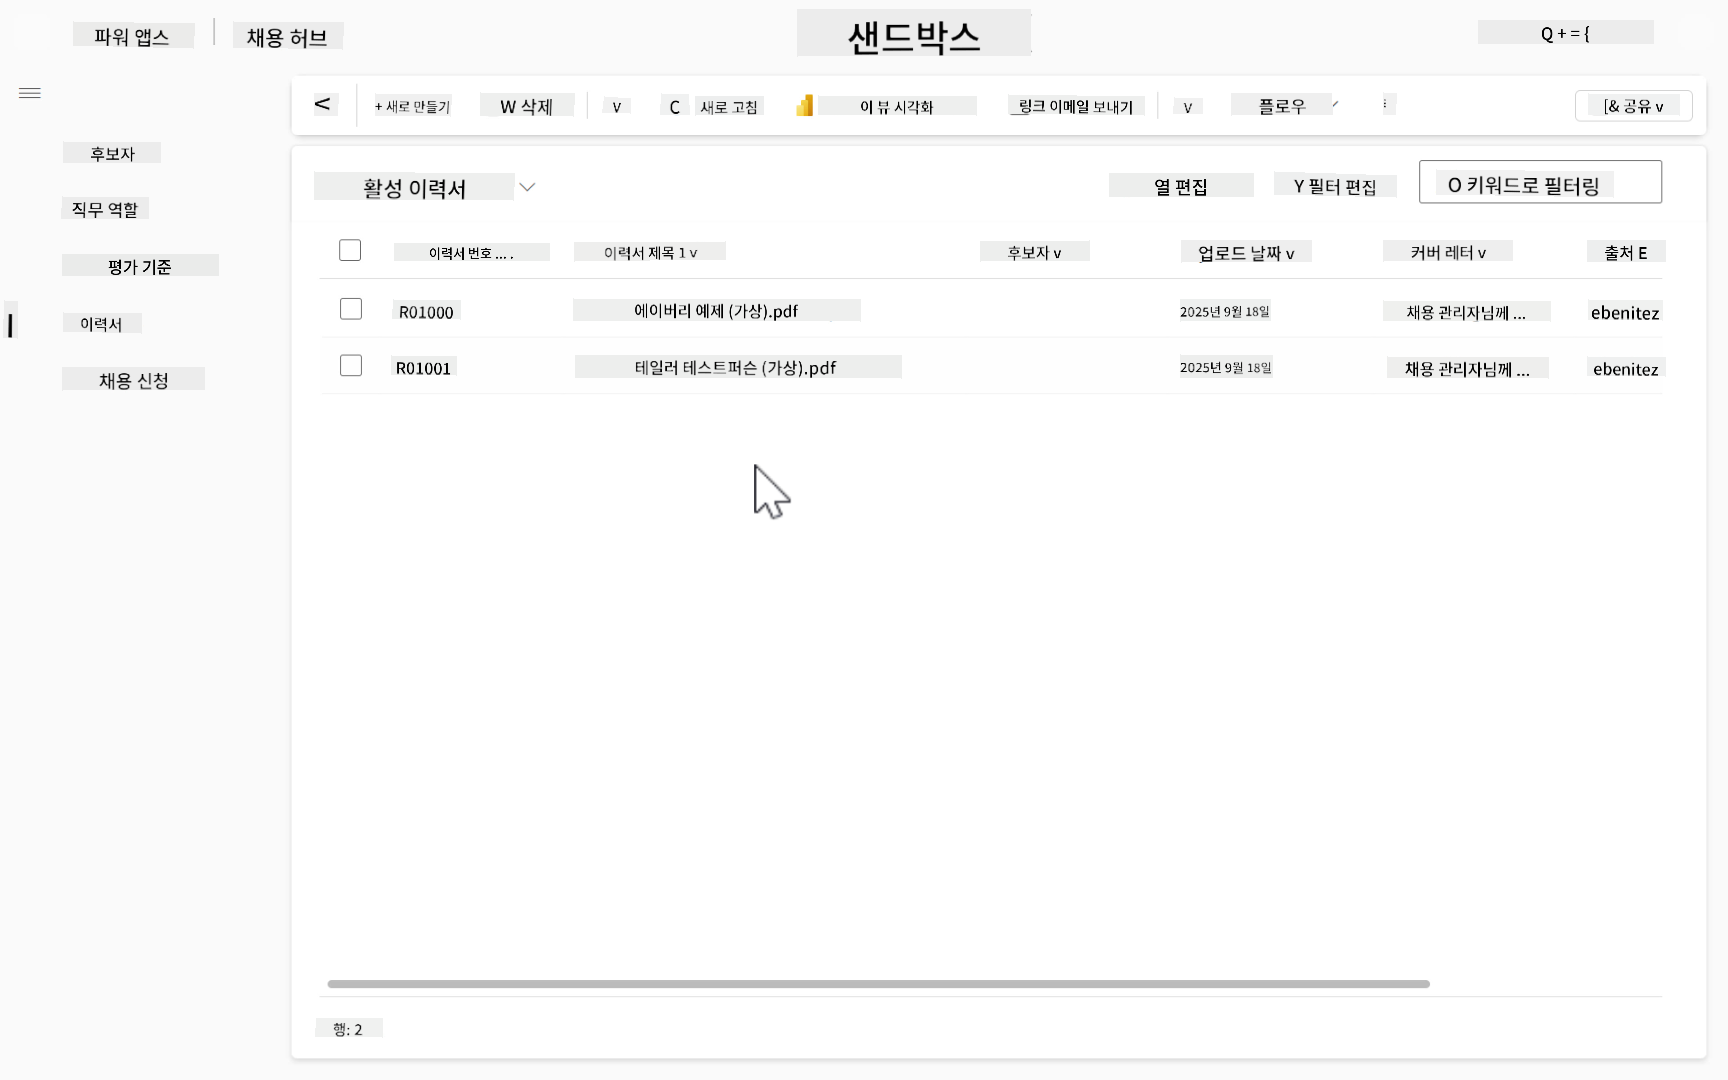 파워 앱스 | 채용 허브
샌드박스
Q + = {
< + 새로 만들기 W 삭제 v C 새로 고침 이 뷰 시각화 링크 이메일 보내기 v 플로우 [& 공유 v
후보자
직무 역할
평가 기준
이력서
채용 신청
활성 이력서
열 편집 Y 필터 편집 O 키워드로 필터링
이력서 번호 ... . 이력서 제목 1 v 후보자 v 업로드 날짜 v 커버 레터 v 출처 E
R01000 에이버리 예제 (가상).pdf 2025년 9월 18일 채용 관리자님께 ... ebenitez
R01001 테일러 테스트퍼슨 (가상).pdf 2025년 9월 18일 채용 관리자님께 ... ebenitez
행: 2